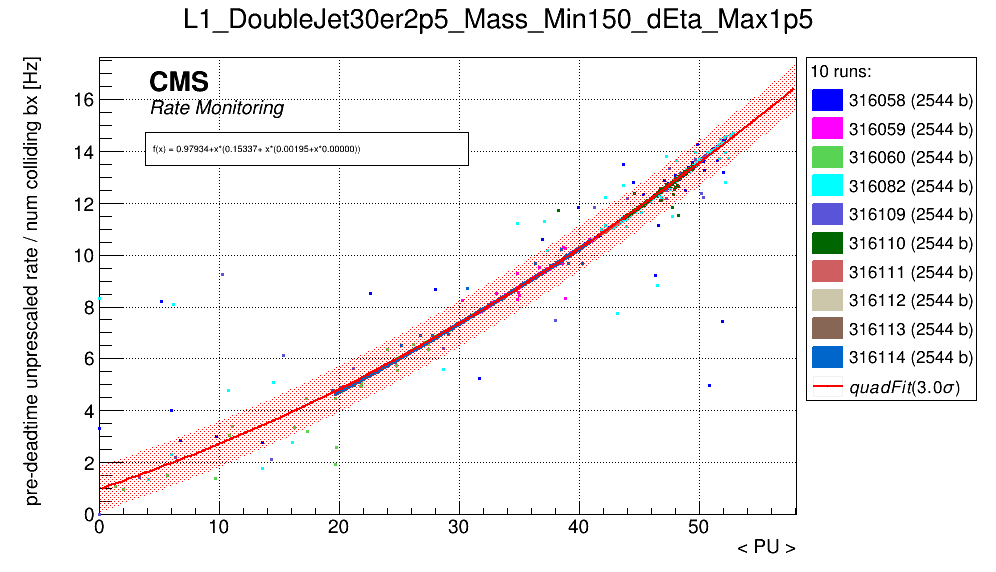 L1_DoubleJet30er2p5_Mass_Min150_dEta_Max1p5
pre-deadtime unprescaled rate / num colliding bx [Hz]
CMS
Rate Monitoring
f(x) = 0.97934+x*(0.15337+ x*(0.00195+x*0.00000))
16
14
12
10
8
6
4
2
0
0 10 20 30 40 50
< PU >
10 runs:
316058 (2544 b)
316059 (2544 b)
316060 (2544 b)
316082 (2544 b)
316109 (2544 b)
316110 (2544 b)
316111 (2544 b)
316112 (2544 b)
316113 (2544 b)
316114 (2544 b)
quadFit(3.0σ)